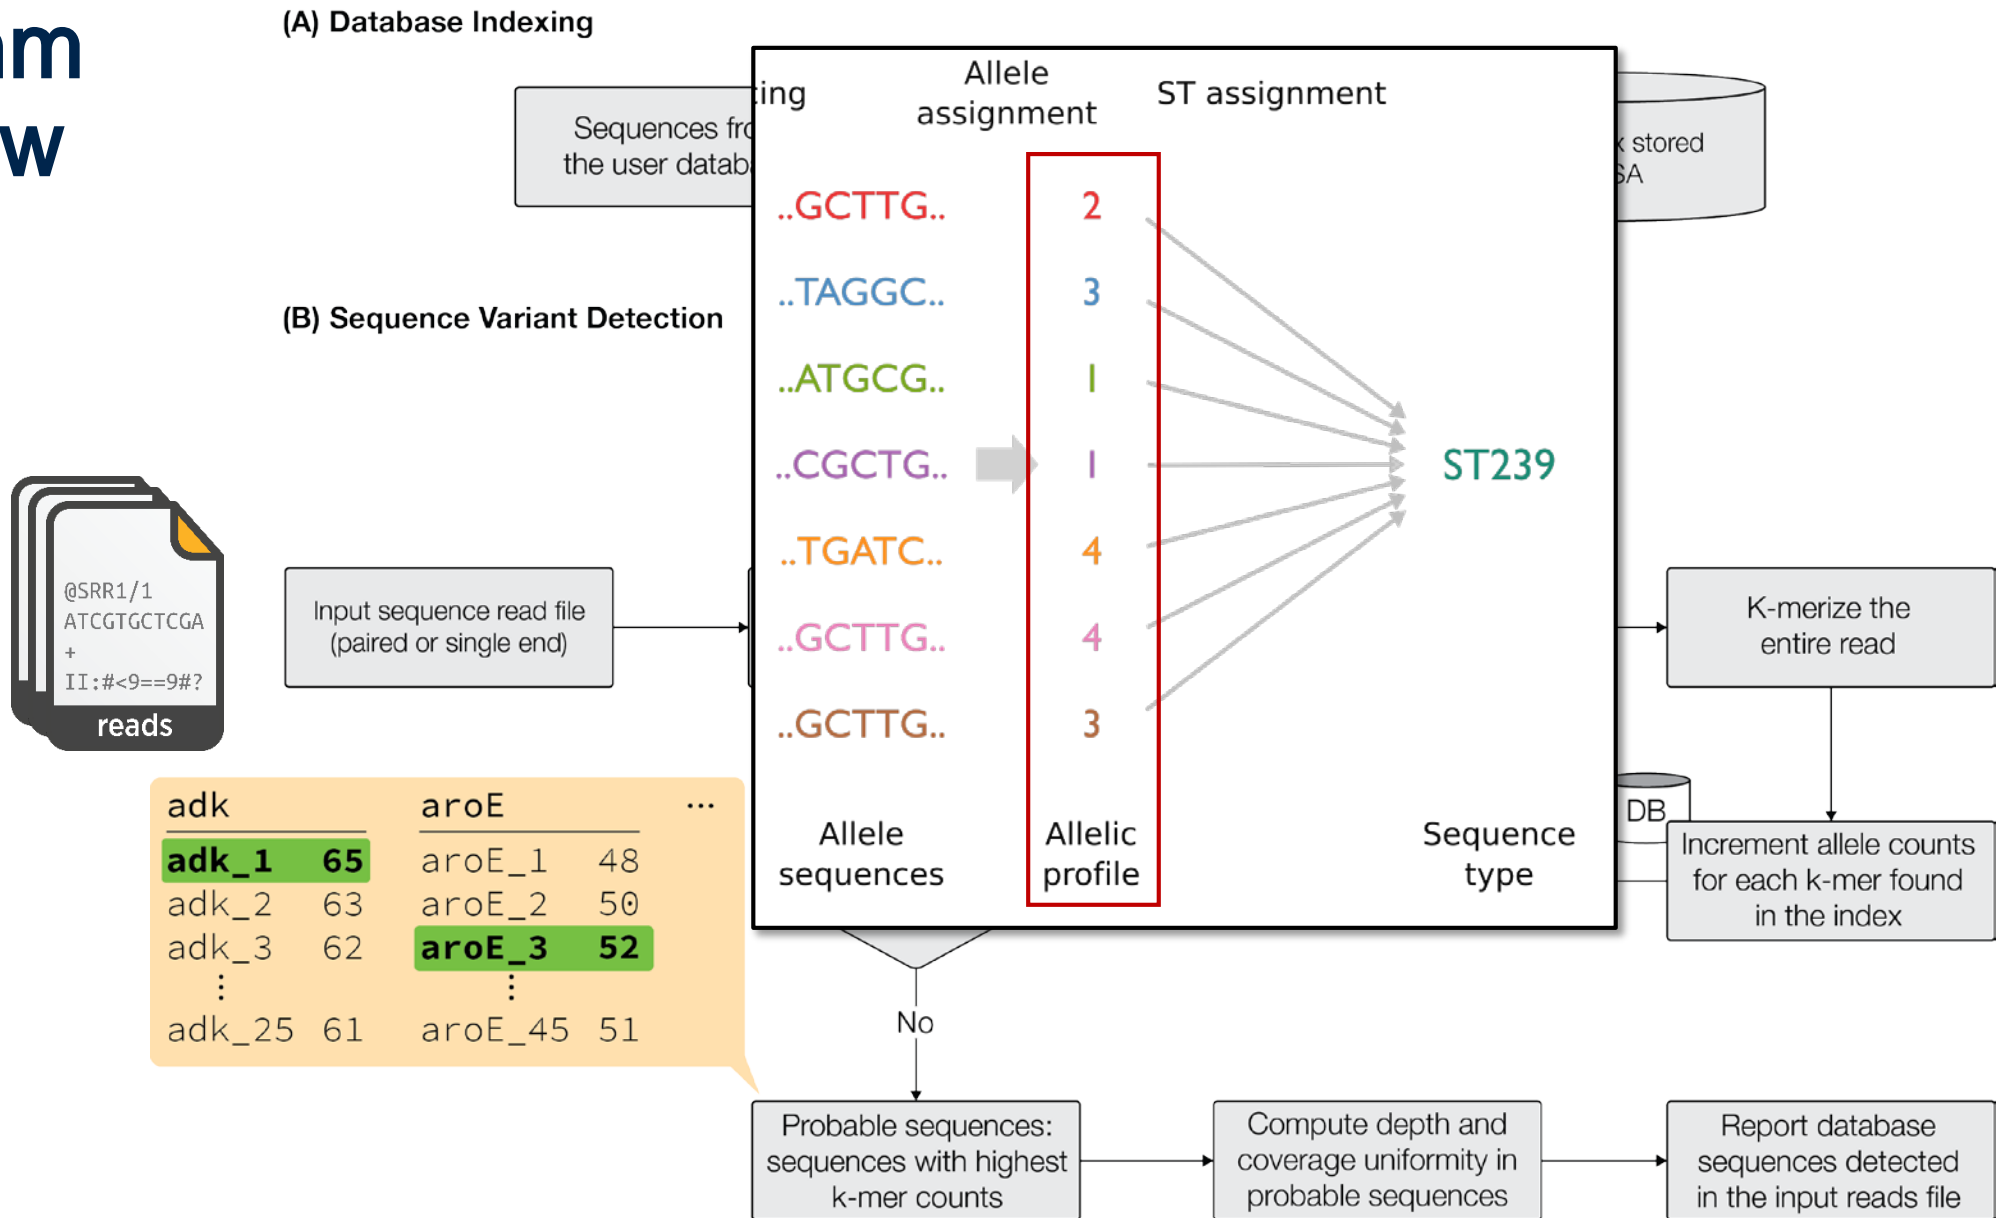 (A) Database Indexing
Sequences
the user
Allele
assignment
ST assignment
stored
..GCTTG.. 2
..TAGGC.. 3
..ATGCG.. 1
..CGCTG.. 1
..TGATC.. 4
..GCTTG.. 4
..GCTTG.. 3
ST239
Allele
sequences
Allelic
profile
Sequence
type
(B) Sequence Variant Detection
@SRR1/1
ATCGTGCTCGA
+
II:#<9==9#?
reads
Input sequence read file
(paired or single end)
K-merize the
entire read
DB
Increment allele counts
for each k-mer found
in the index
adk aroE ...
adk_1 65 aroE_1 48
adk_2 63 aroE_2 50
adk_3 62 aroE_3 52
⋮ ⋮
adk_25 61 aroE_45 51
No
Probable sequences:
sequences with highest
k-mer counts
Compute depth and
coverage uniformity in
probable sequences
Report database
sequences detected
in the input reads file